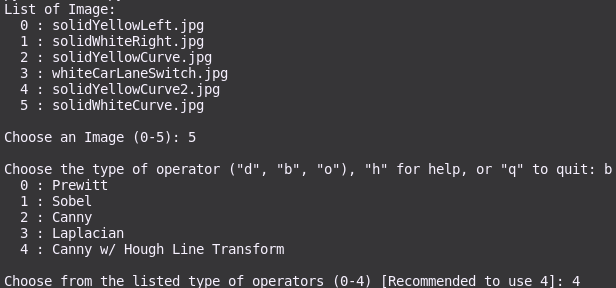 List of Image:
0 : solidYellowLeft.jpg
1 : solidWhiteRight.jpg
2 : solidYellowCurve.jpg
3 : whiteCarLaneSwitch.jpg
4 : solidYellowCurve2.jpg
5 : solidWhiteCurve.jpg
Choose an Image (0-5): 5
Choose the type of operator ("d", "b", "o"), "h" for help, or "q" to quit: b
0 : Prewitt
1 : Sobel
2 : Canny
3 : Laplacian
4 : Canny w/ Hough Line Transform
Choose from the listed type of operators (0-4) [Recommended to use 4]: 4